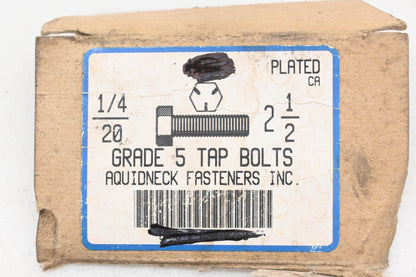 PLATED
CA
1/4
20
2 1/2
GRADE 5 TAP BOLTS
AQUIDNECK FASTENERS INC.